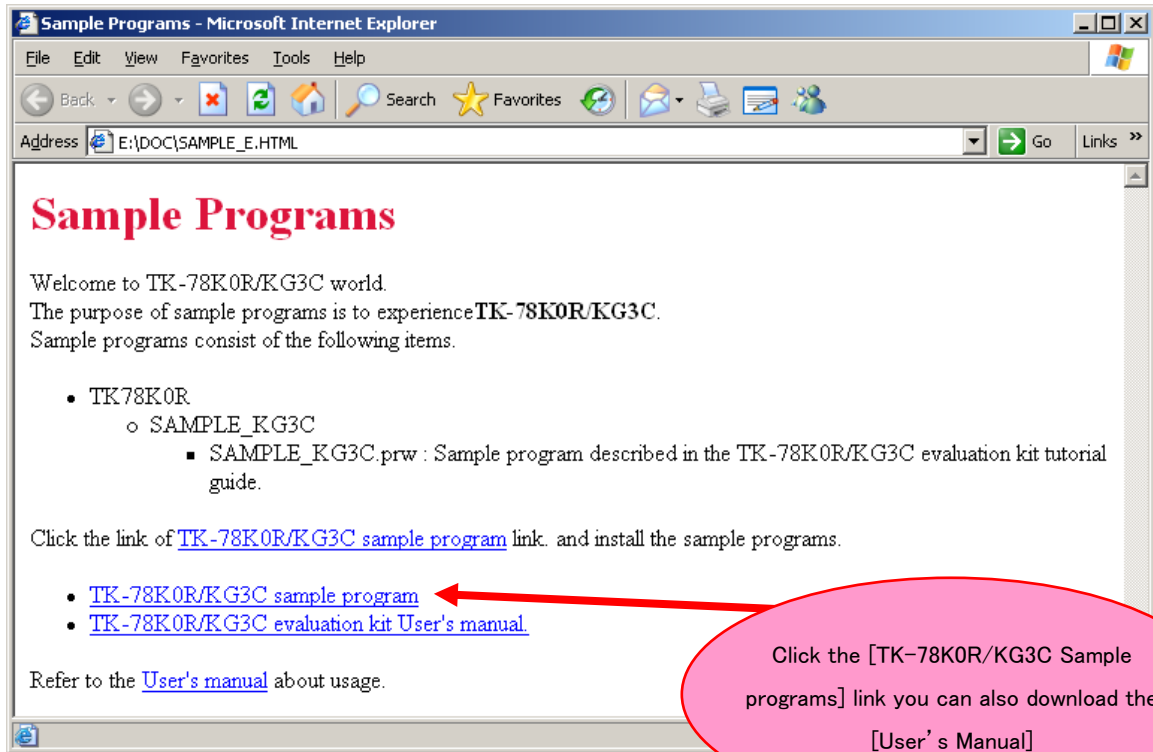 Sample Programs - Microsoft Internet Explorer
File Edit View Favorites Tools Help
Back Search Favorites
Address E:\DOC\SAMPLE_E.HTML Go Links »
Sample Programs
Welcome to TK-78K0R/KG3C world.
The purpose of sample programs is to experienceTK-78K0R/KG3C.
Sample programs consist of the following items.
TK78K0R
SAMPLE_KG3C
SAMPLE_KG3C.prw : Sample program described in the TK-78K0R/KG3C evaluation kit tutorial
guide.
Click the link of TK-78K0R/KG3C sample program link. and install the sample programs.
TK-78K0R/KG3C sample program
TK-78K0R/KG3C evaluation kit User's manual.
Refer to the User's manual about usage.
Click the [TK-78K0R/KG3C Sample
programs] link you can also download the
[User's Manual]